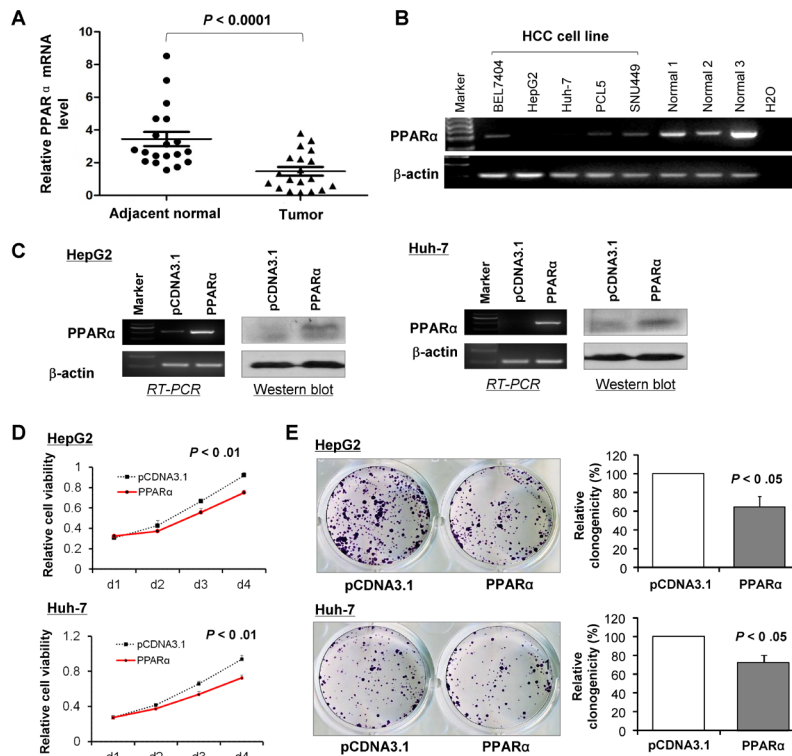 A
P < 0.0001
Relative PPARα mRNA
level
10
8
6
4
2
0
Adjacent normal
Tumor
B
HCC cell line
Marker
BEL7404
HepG2
Huh-7
PCL5
SNU449
Normal 1
Normal 2
Normal 3
H2O
PPARα
β-actin
C
HepG2
Marker
pCDNA3.1
PPARα
pCDNA3.1
PPARα
PPARα
β-actin
RT-PCR
Western blot
Huh-7
Marker
pCDNA3.1
PPARα
pCDNA3.1
PPARα
PPARα
β-actin
RT-PCR
Western blot
D
HepG2
P < 0 .01
pCDNA3.1
PPARα
Relative cell viability
1
0.8
0.6
0.4
0.2
0
d1 d2 d3 d4
Huh-7
P < 0 .01
pCDNA3.1
PPARα
Relative cell viability
1.2
0.8
0.4
0
d1 d2 d3 d4
E
HepG2
pCDNA3.1
PPARα
Relative
clonogenicity (%)
120
100
80
60
40
20
0
P < 0 .05
pCDNA3.1 PPARα
Huh-7
pCDNA3.1
PPARα
Relative
clonogenicity (%)
120
100
80
60
40
20
0
P < 0 .05
pCDNA3.1 PPARα